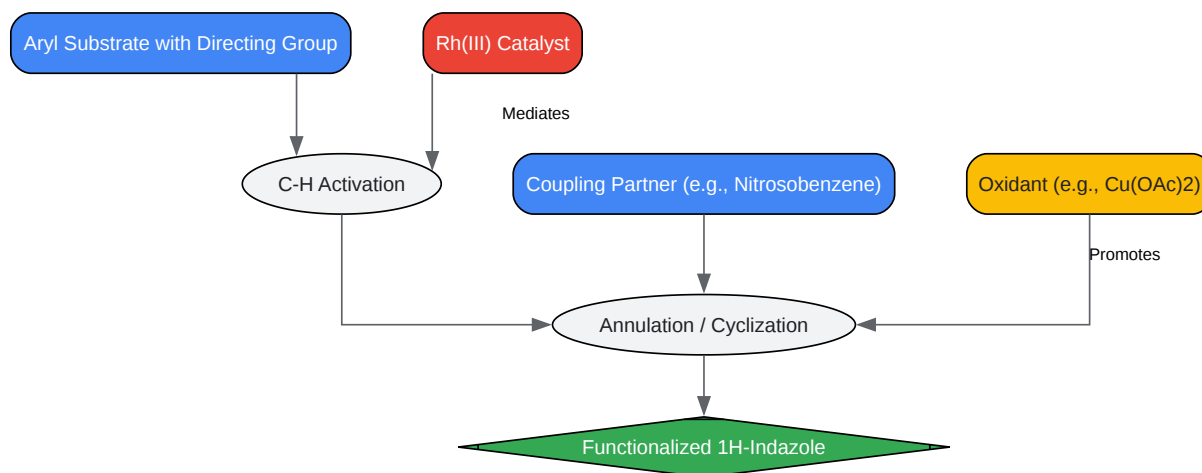 Aryl Substrate with Directing Group
Rh(III) Catalyst
Mediates
C-H Activation
Coupling Partner (e.g., Nitrosobenzene)
Oxidant (e.g., Cu(OAc)2)
Promotes
Annulation / Cyclization
Functionalized 1H-Indazole